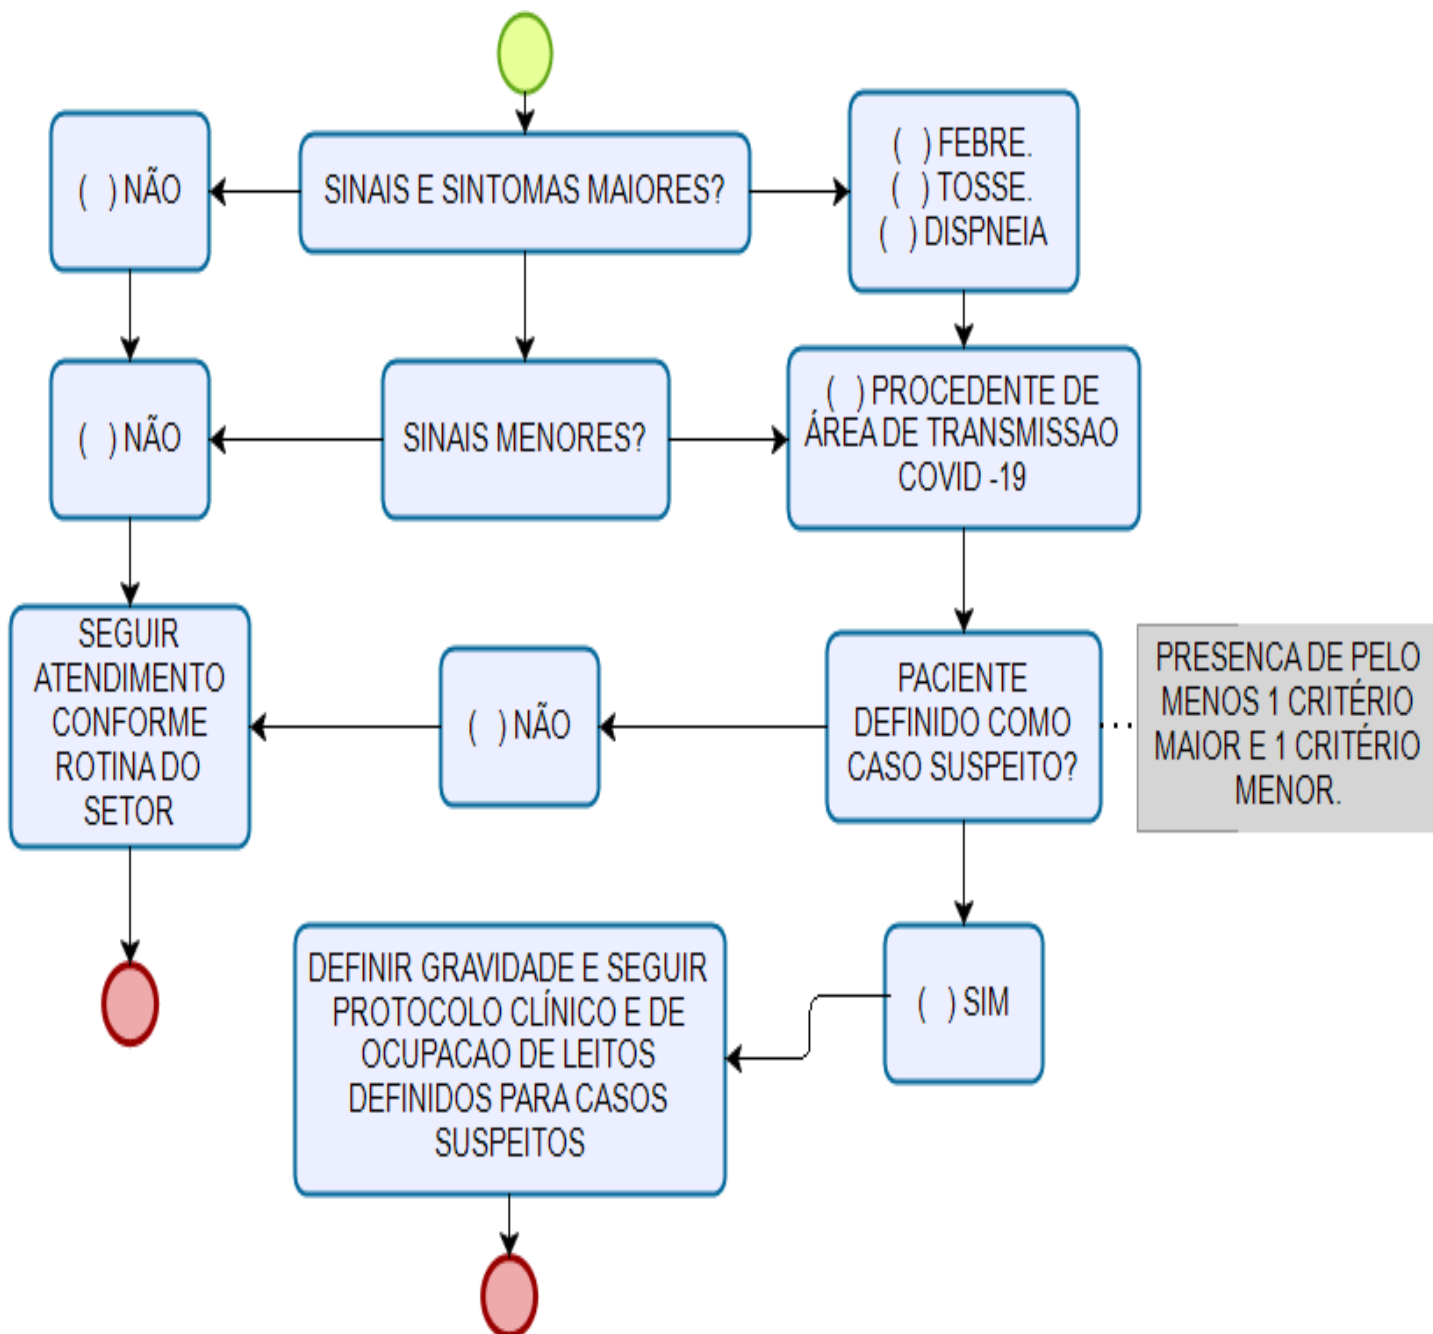 ( ) NÃO
SINAIS E SINTOMAS MAIORES?
( ) FEBRE.
( ) TOSSE.
( ) DISPNEIA
( ) NÃO
SINAIS MENORES?
( ) PROCEDENTE DE
ÁREA DE TRANSMISSAO
COVID -19
SEGUIR
ATENDIMENTO
CONFORME
ROTINA DO
SETOR
( ) NÃO
PACIENTE
DEFINIDO COMO
CASO SUSPEITO?
PRESENCA DE PELO
MENOS 1 CRITÉRIO
MAIOR E 1 CRITÉRIO
MENOR.
DEFINIR GRAVIDADE E SEGUIR
PROTOCOLO CLÍNICO E DE
OCUPACAO DE LEITOS
DEFINIDOS PARA CASOS
SUSPEITOS
( ) SIM